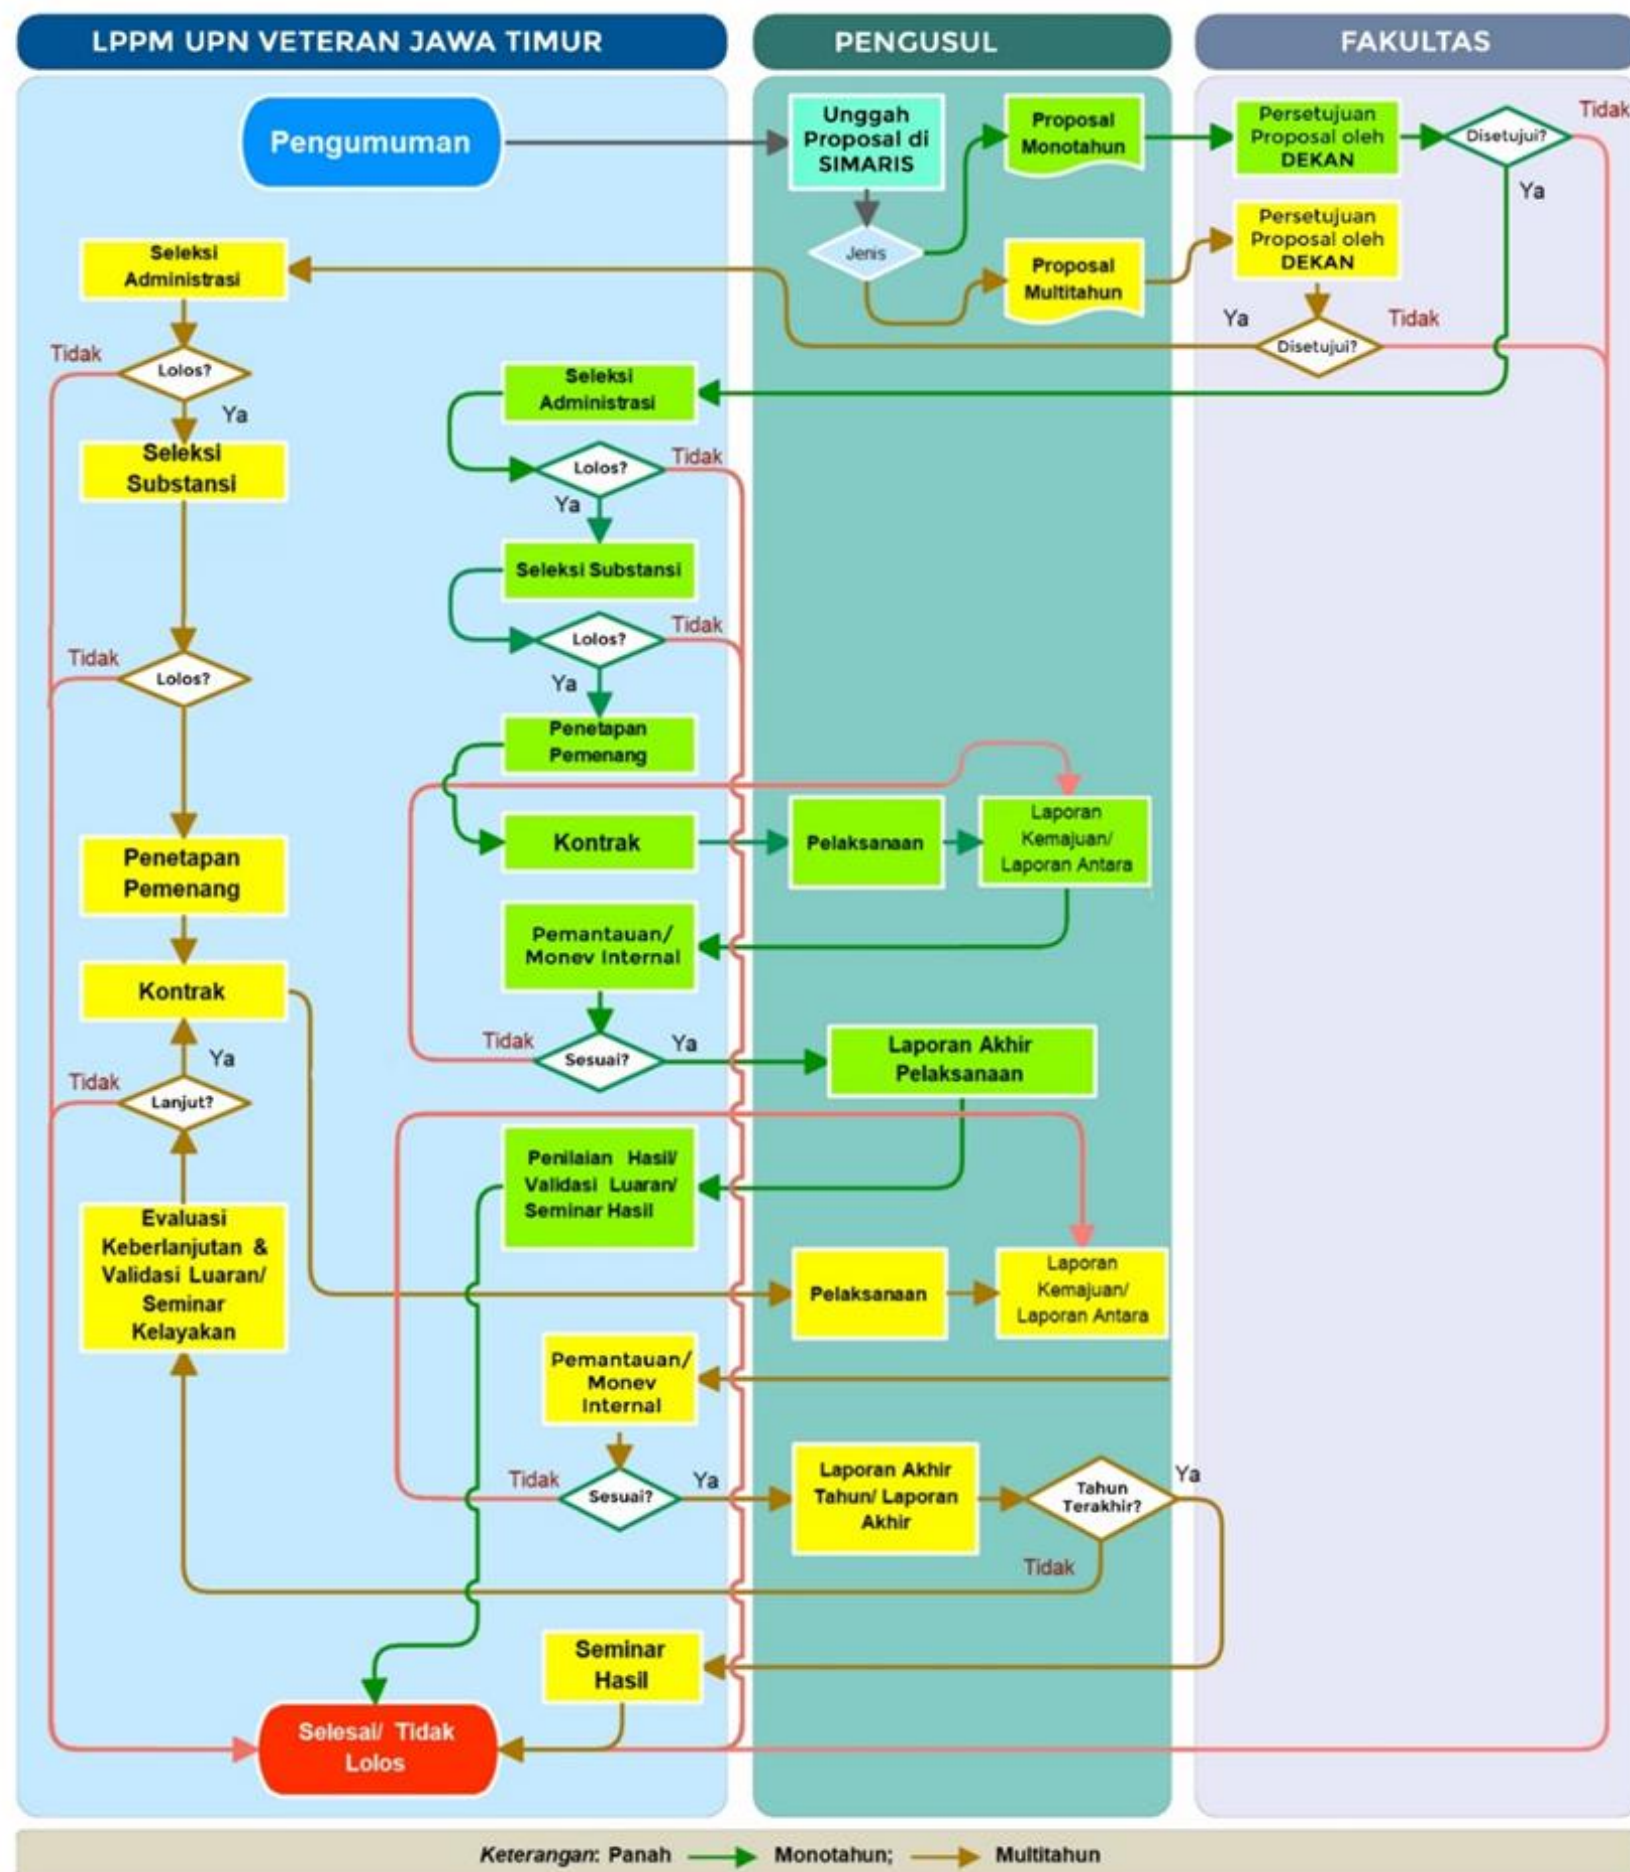 LPPM UPN VETERAN JAWA TIMUR
PENGUSUL
FAKULTAS
Pengumuman
Unggah
Proposal di
SIMARIS
Jenis
Proposal
Monotahun
Proposal
Multitahun
Persetujuan
Proposal oleh
DEKAN
Disetujui?
Tidak
Ya
Persetujuan
Proposal oleh
DEKAN
Ya
Disetujui?
Tidak
Seleksi
Administrasi
Tidak
Lolos?
Ya
Seleksi
Substansi
Tidak
Lolos?
Penetapan
Pemenang
Kontrak
Ya
Tidak
Lanjut?
Evaluasi
Keberlanjutan &
Validasi Luaran/
Seminar
Kelayakan
Seleksi
Administrasi
Lolos?
Tidak
Ya
Seleksi Substansi
Lolos?
Tidak
Ya
Penetapan
Pemenang
Kontrak
Pelaksanaan
Laporan
Kemajuan/
Laporan Antara
Pemantauan/
Monev Internal
Tidak
Sesuai?
Ya
Laporan Akhir
Pelaksanaan
Penilaian Hasil/
Validasi Luaran/
Seminar Hasil
Pelaksanaan
Laporan
Kemajuan/
Laporan Antara
Pemantauan/
Monev
Internal
Tidak
Sesuai?
Ya
Laporan Akhir
Tahun/ Laporan
Akhir
Tahun
Terakhir?
Ya
Tidak
Seminar
Hasil
Selesai/ Tidak
Lolos
Keterangan: Panah Monotahun; Multitahun